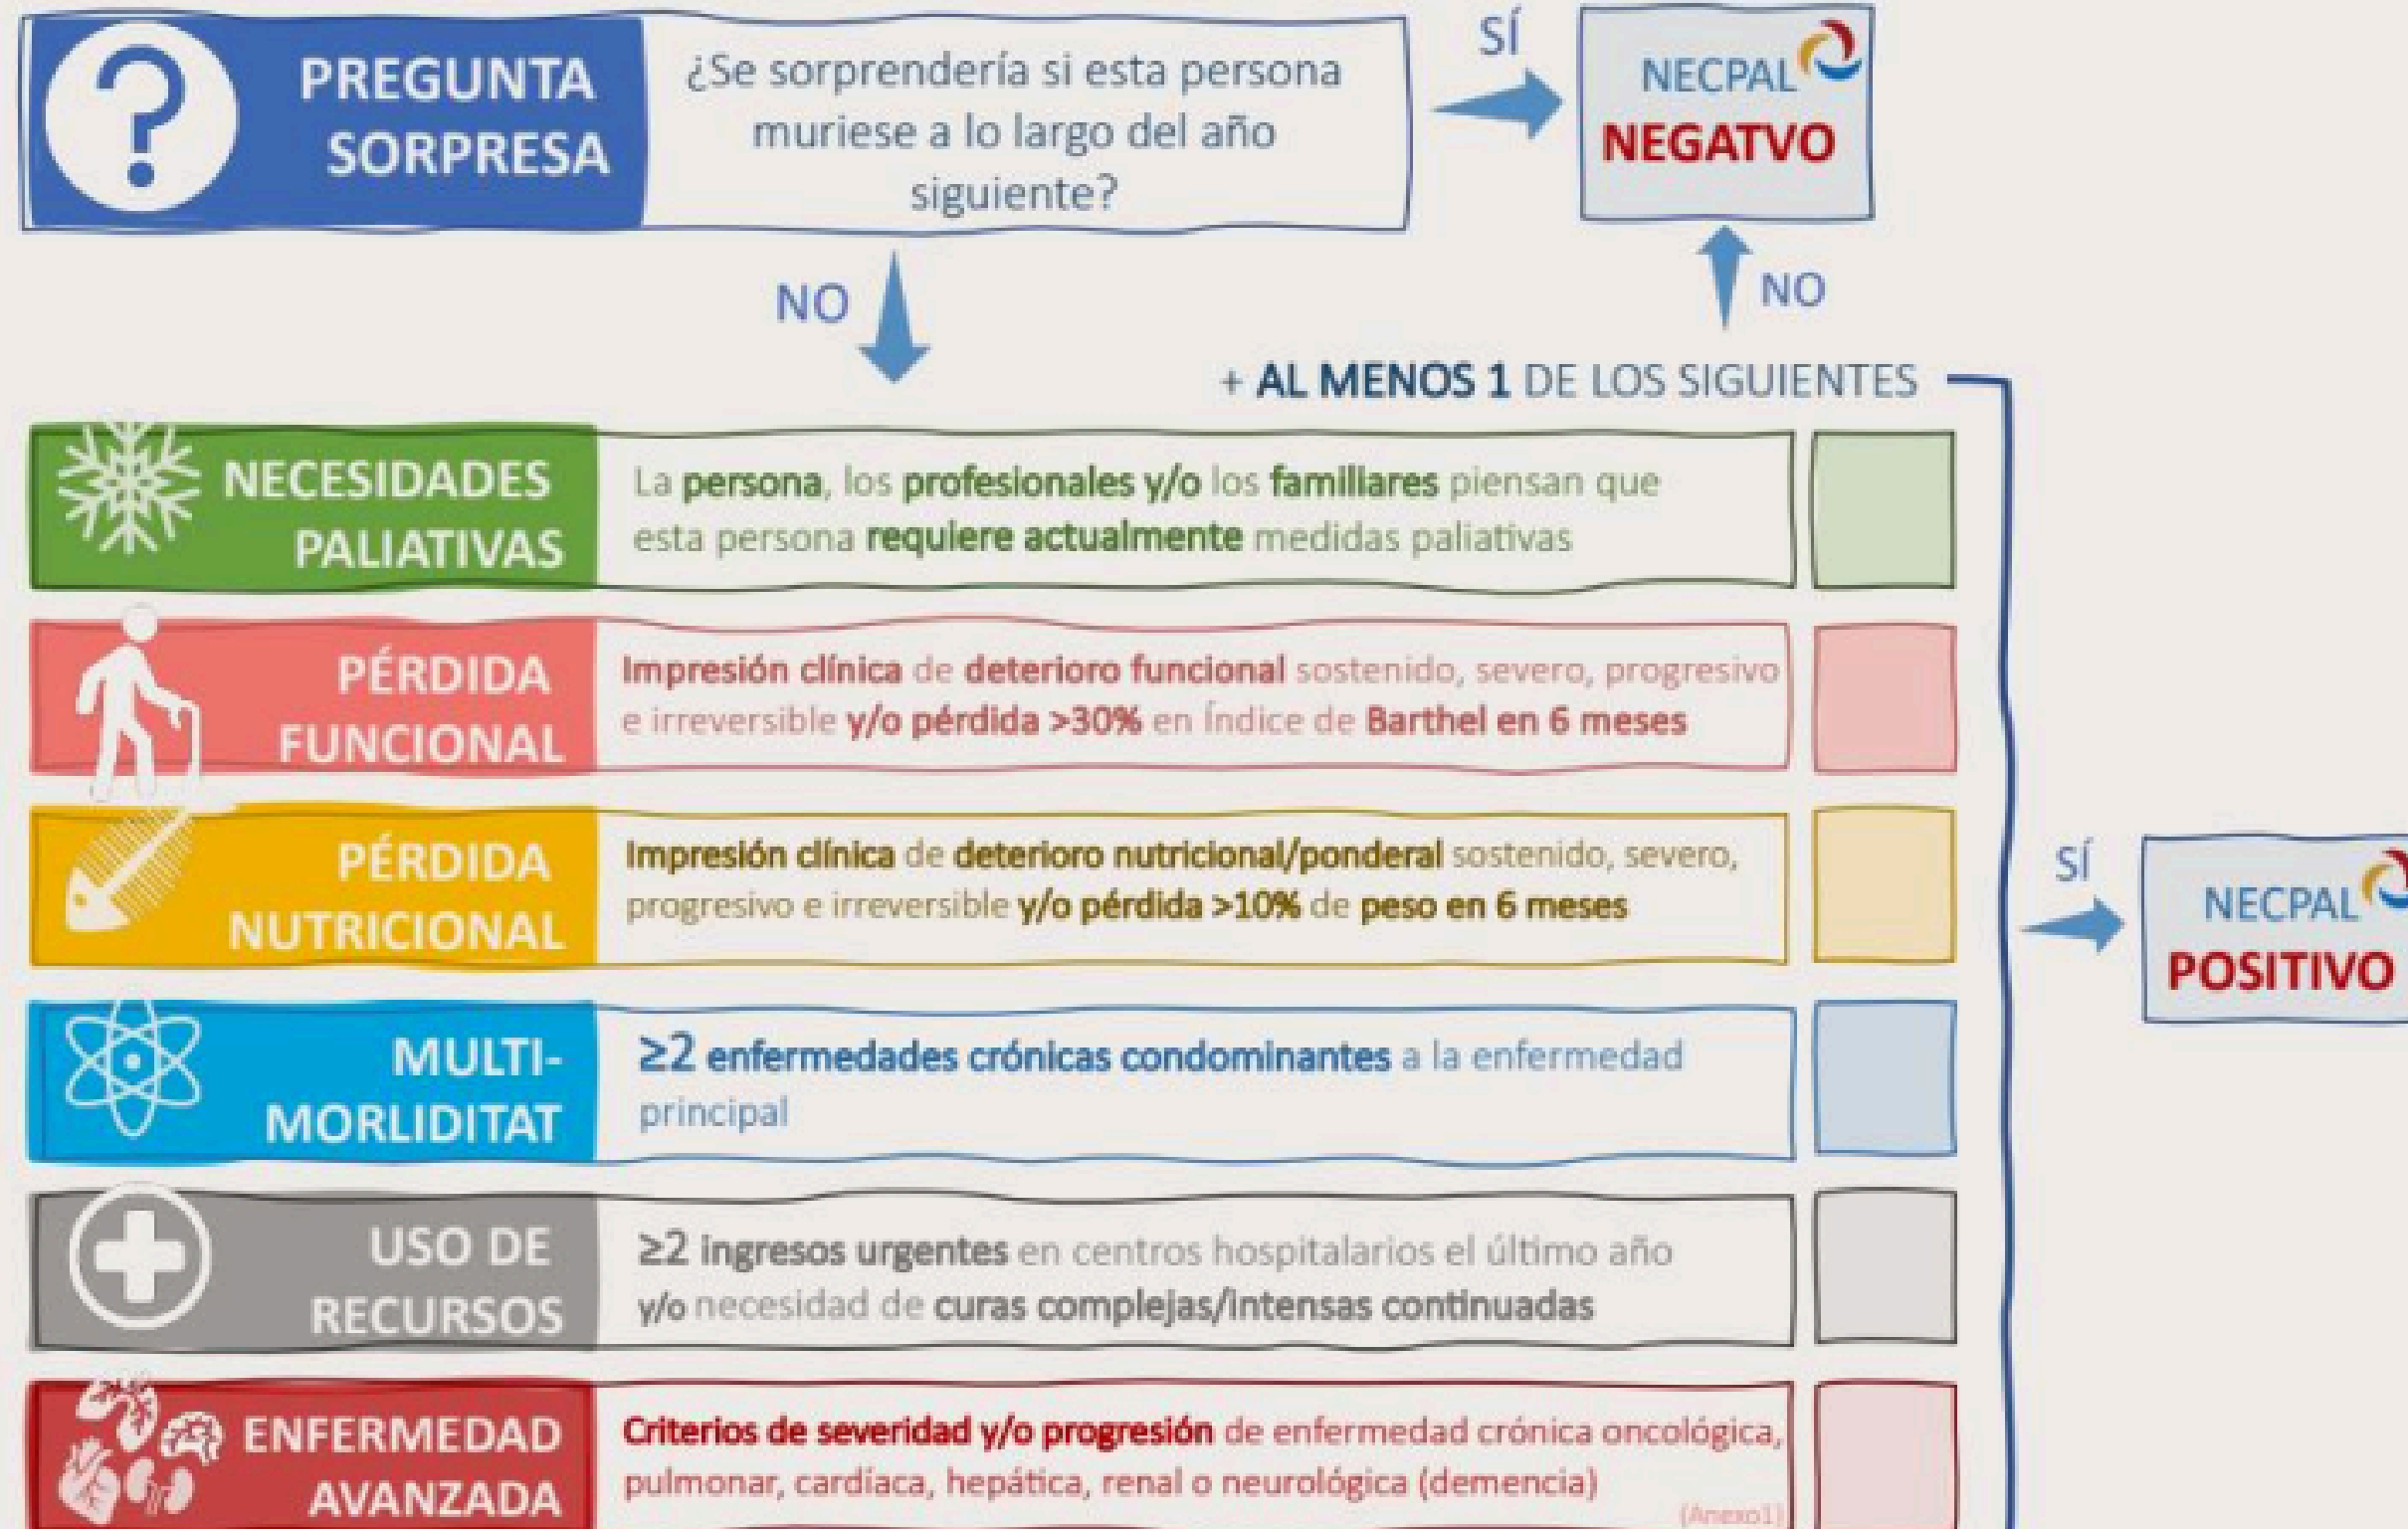 PREGUNTA
SORPRESA
¿Se sorprendería si esta persona
muriese a lo largo del año
siguiente?
SÍ
NECPAL
NEGATVO
NO
NO
+ AL MENOS 1 DE LOS SIGUIENTES
NECESIDADES
PALIATIVAS
La persona, los profesionales y/o los familiares piensan que
esta persona requiere actualmente medidas paliativas
PÉRDIDA
FUNCIONAL
Impresión clínica de deterioro funcional sostenido, severo, progresivo
e irreversible y/o pérdida >30% en Índice de Barthel en 6 meses
PÉRDIDA
NUTRICIONAL
Impresión clínica de deterioro nutricional/ponderal sostenido, severo,
progresivo e irreversible y/o pérdida >10% de peso en 6 meses
SÍ
NECPAL
POSITIVO
MULTI-
MORLIDITAT
≥2 enfermedades crónicas condominantes a la enfermedad
principal
USO DE
RECURSOS
≥2 ingresos urgentes en centros hospitalarios el último año
y/o necesidad de curas complejas/intensas continuadas
ENFERMEDAD
AVANZADA
Criterios de severidad y/o progresión de enfermedad crónica oncológica,
pulmonar, cardíaca, hepática, renal o neurológica (demencia)
(Anexo1)